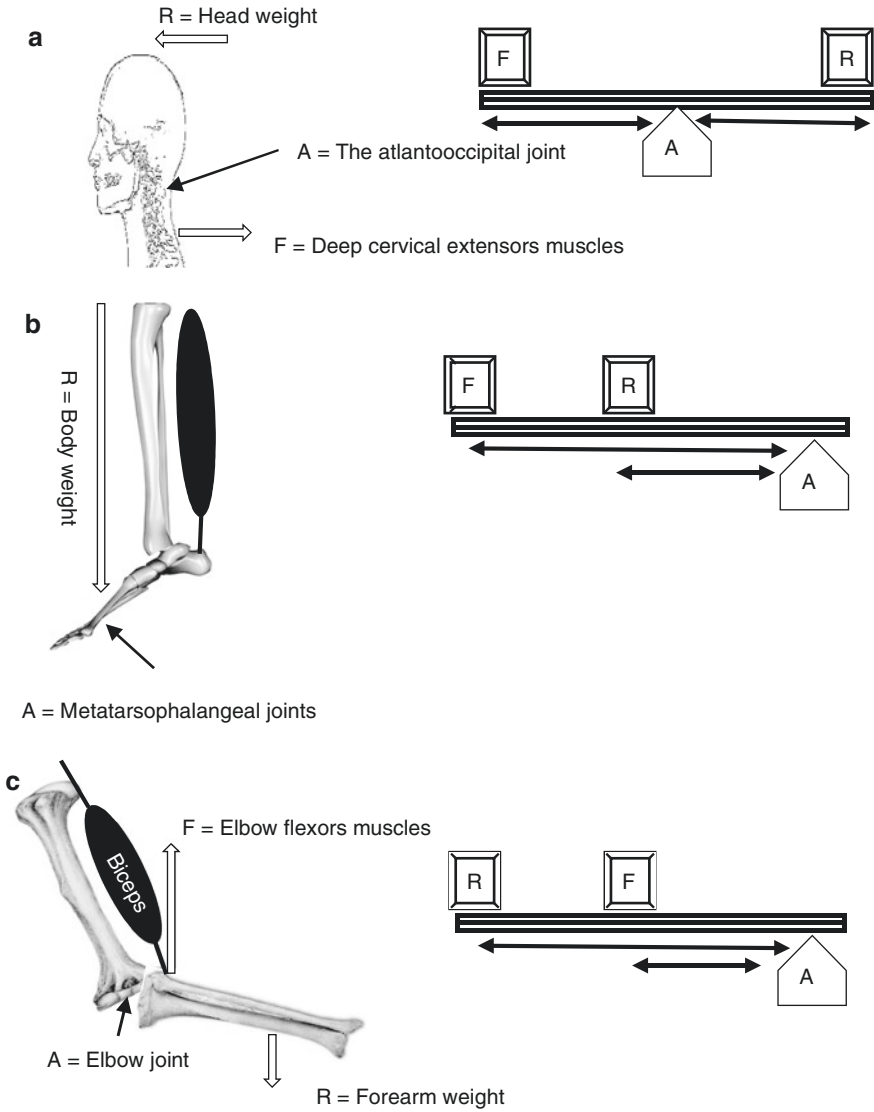 R = Head weight
a
F
R
A = The atlantooccipital joint
A
F = Deep cervical extensors muscles
b
R = Body weight
F
R
A
A = Metatarsophalangeal joints
c
F = Elbow flexors muscles
Biceps
R
F
A
A = Elbow joint
R = Forearm weight